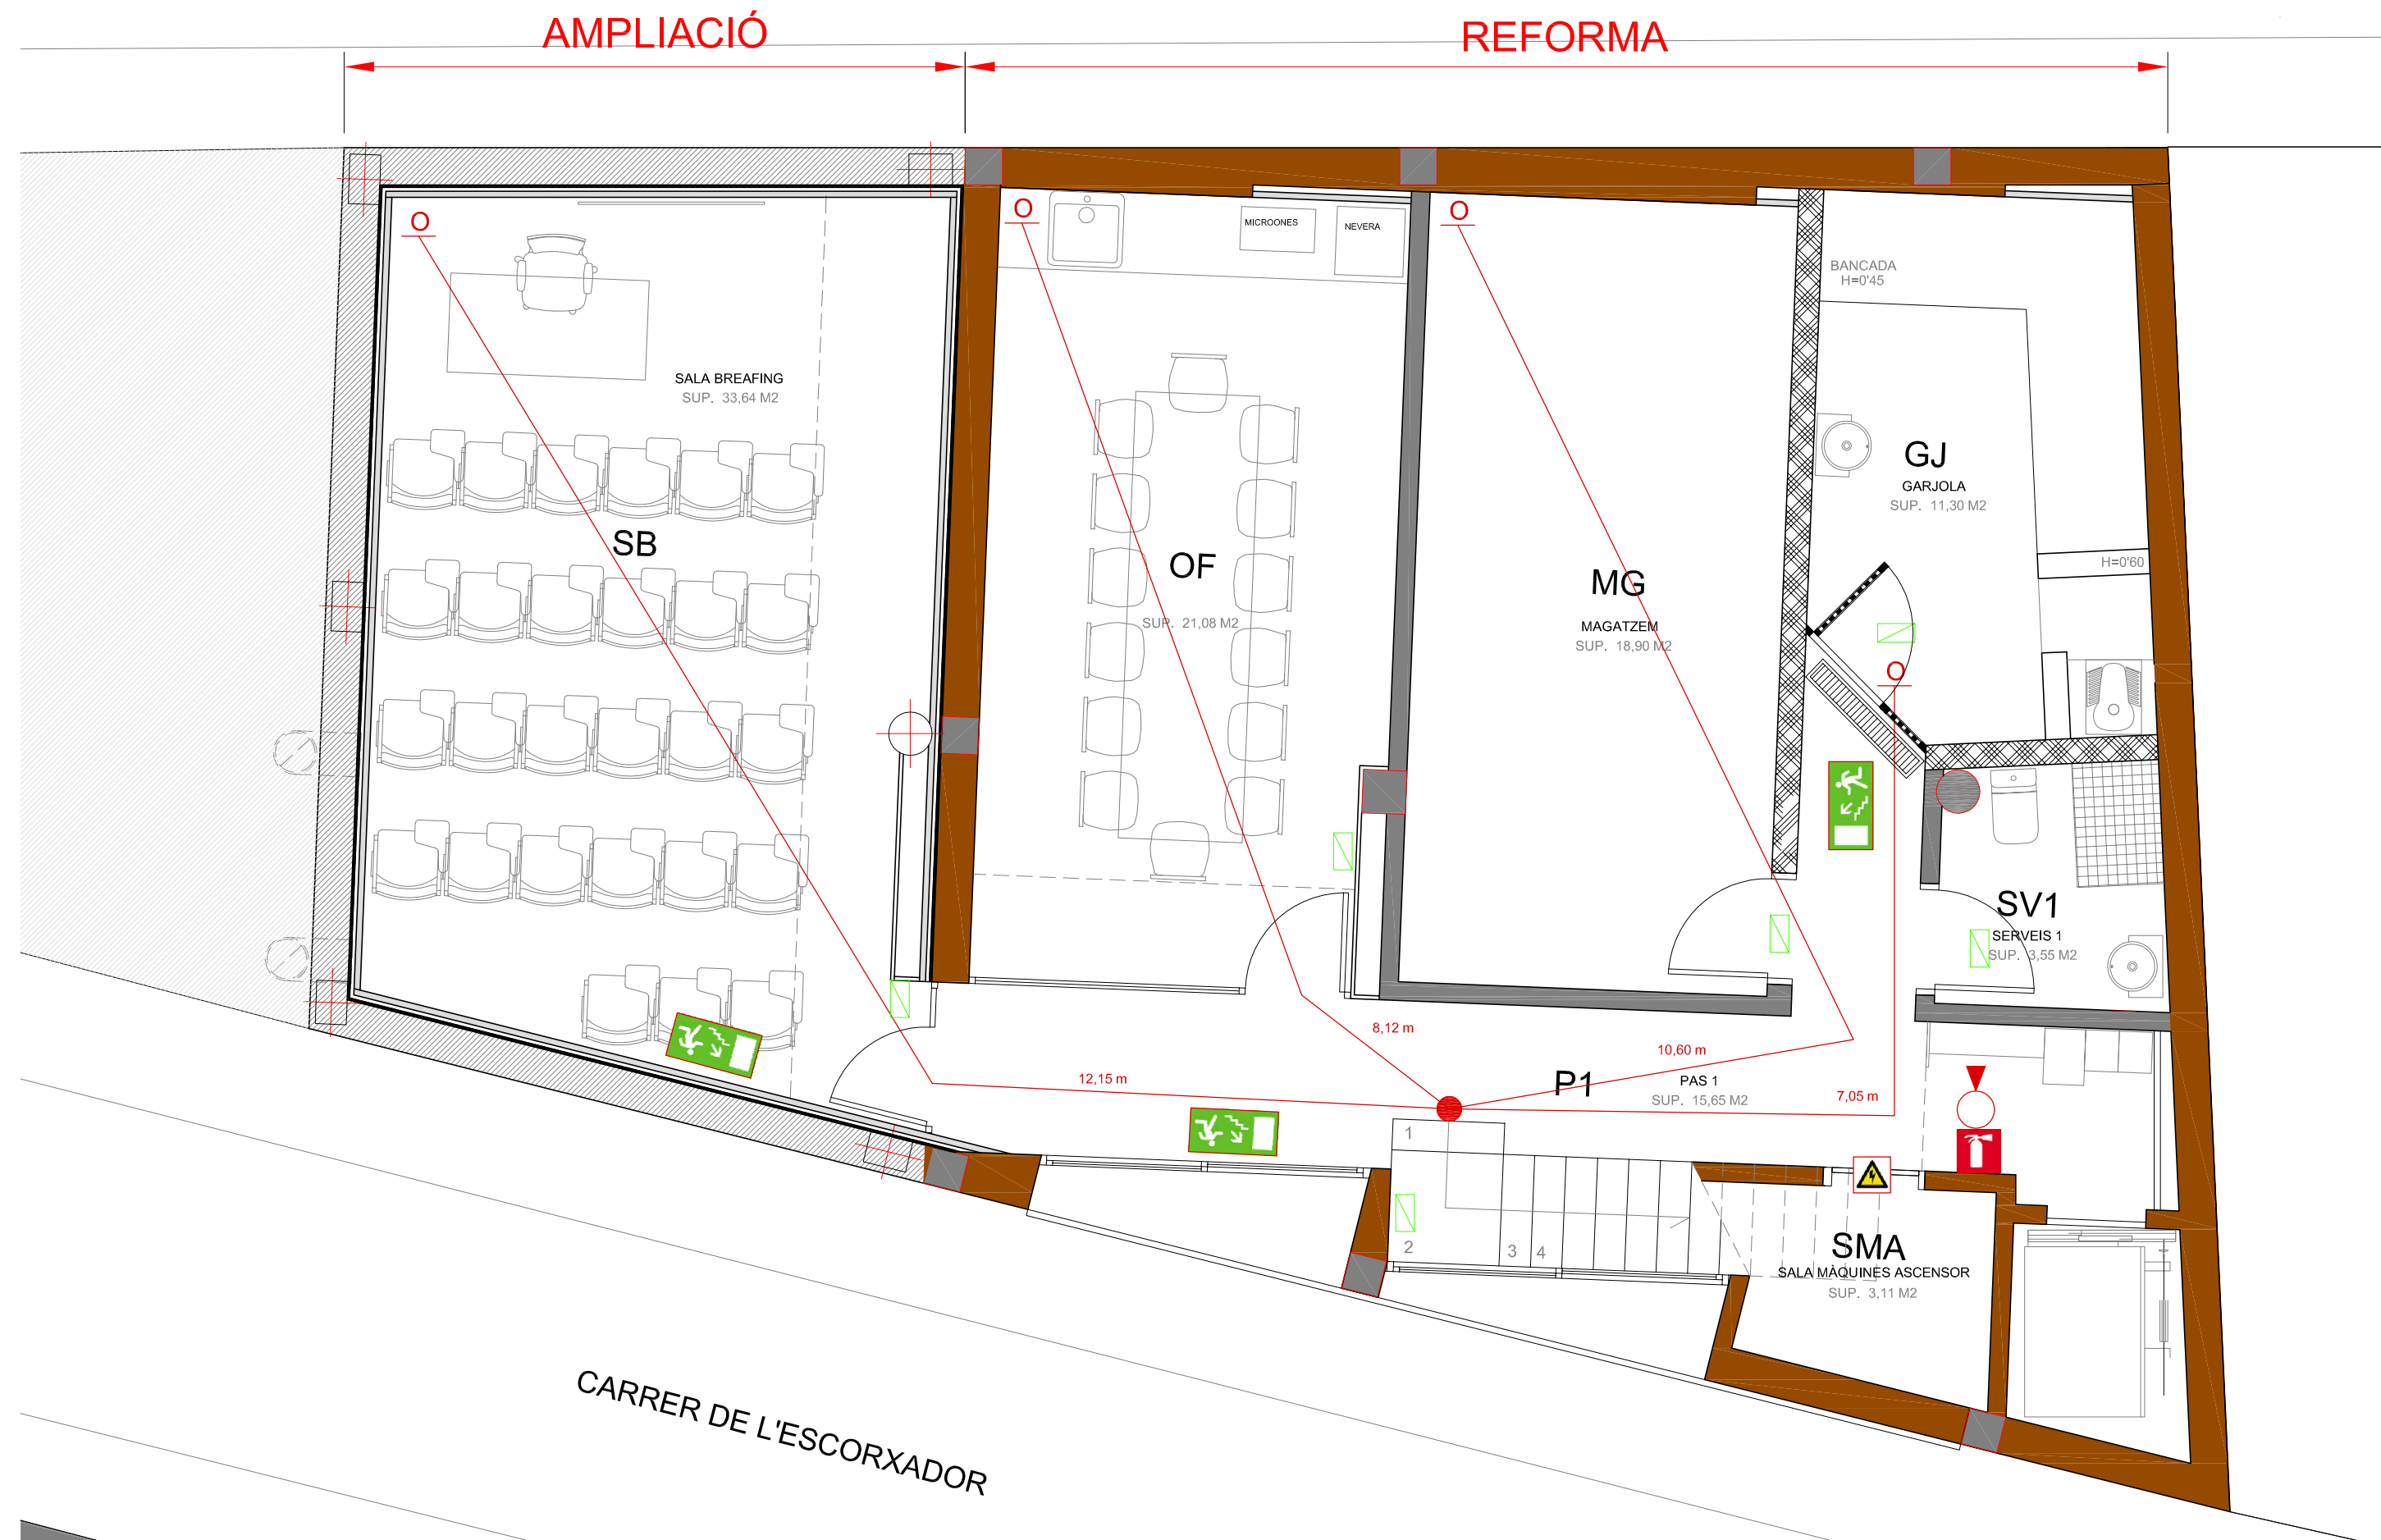 AMPLIACIÓ
REFORMA
O
O
O
MICROONES
NEVERA
BANCADA
H=0'45
SALA BREAFING
SUP. 33,64 M2
SB
OF
SUP. 21,08 M2
MG
MAGATZEM
SUP. 18,90 M2
GJ
GARJOLA
SUP. 11,30 M2
H=0'60
O
SV1
SERVEIS 1
SUP. 3,55 M2
8,12 m
10,60 m
12,15 m
P1
PAS 1
SUP. 15,65 M2
7,05 m
1
2
3
4
SMA
SALA MÀQUINES ASCENSOR
SUP. 3,11 M2
CARRER DE L'ESCORXADOR